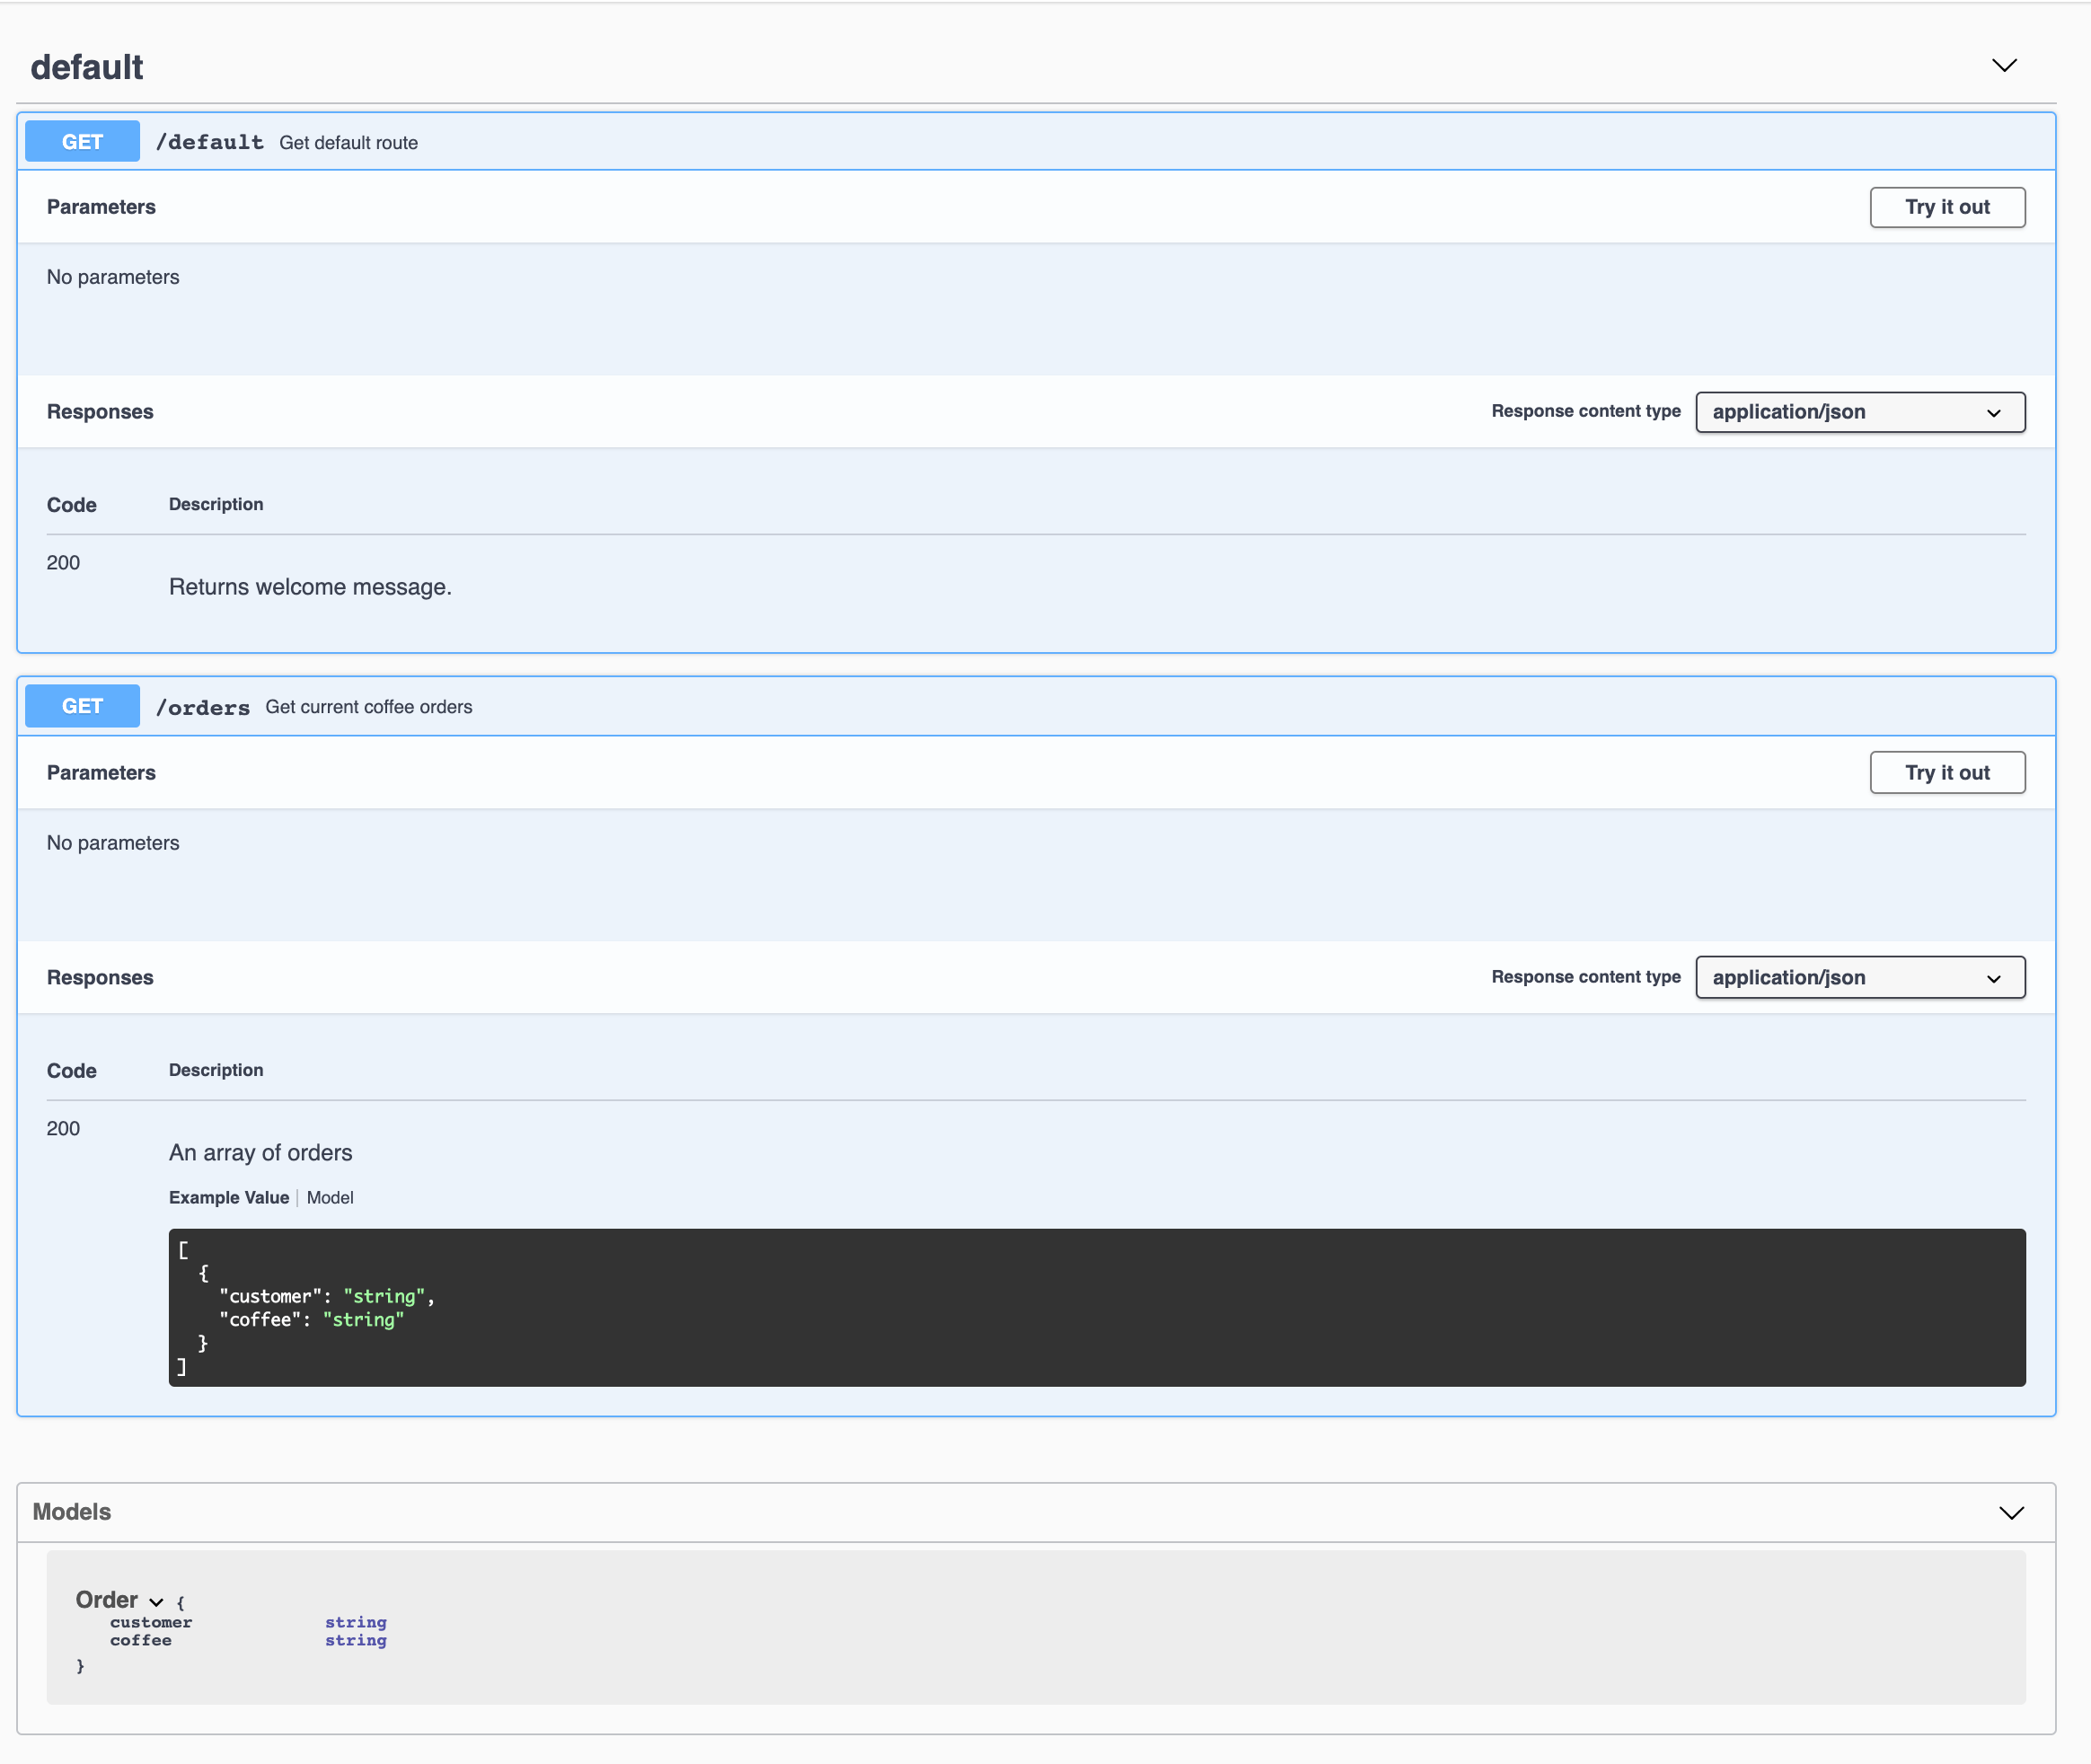 default
GET /default Get default route
Parameters Try it out
No parameters
Responses Response content type application/json
Code Description
200
Returns welcome message.
GET /orders Get current coffee orders
Parameters Try it out
No parameters
Responses Response content type application/json
Code Description
200
An array of orders
Example Value Model
[
  {
    "customer": "string",
    "coffee": "string"
  }
]
Models
Order {
customer string
coffee string
}